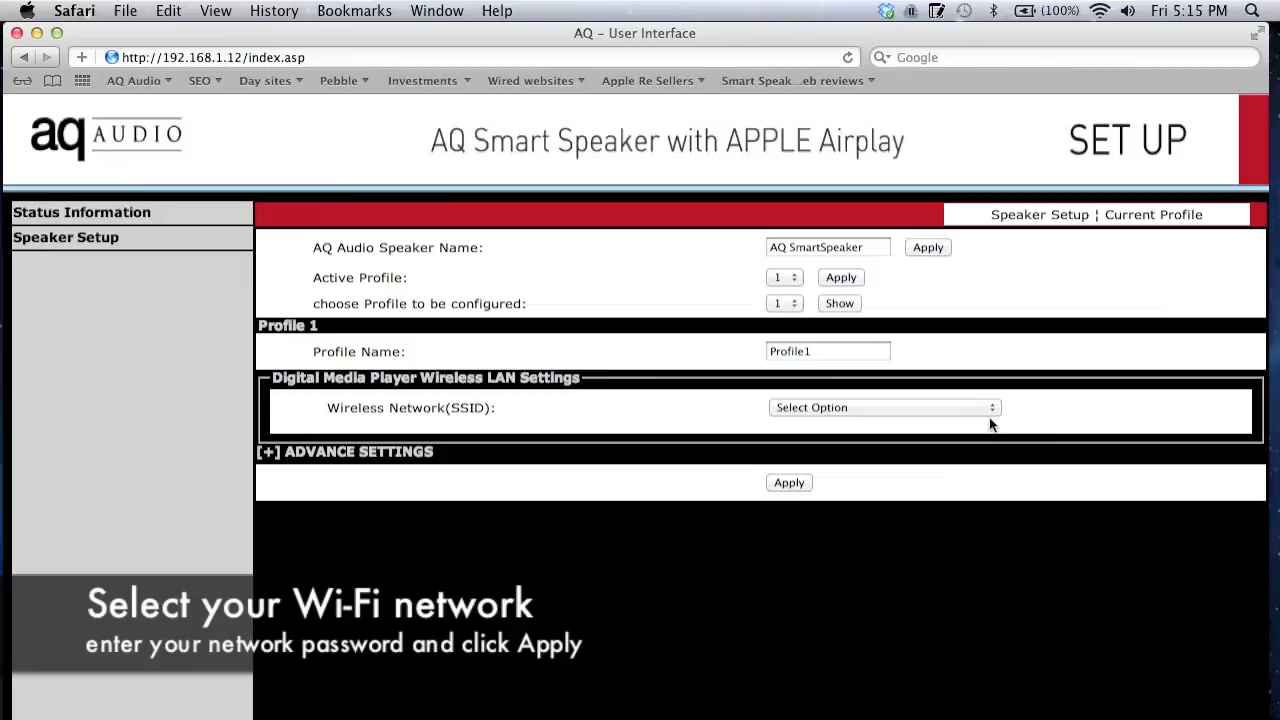 Safari File Edit View History Bookmarks Window Help (100%) Fri 5:15 PM
AQ – User Interface
http://192.168.1.12/index.asp Google
AQ Audio SEO Day sites Pebble Investments Wired websites Apple Re Sellers Smart Speak...eb reviews
aq AUDIO AQ Smart Speaker with APPLE Airplay SET UP
Status Information
Speaker Setup
Speaker Setup ¦ Current Profile
AQ Audio Speaker Name: AQ SmartSpeaker Apply
Active Profile: 1 Apply
choose Profile to be configured: 1 Show
Profile 1
Profile Name: Profile1
Digital Media Player Wireless LAN Settings
Wireless Network(SSID): Select Option
[+] ADVANCE SETTINGS
Apply
Select your Wi-Fi network
enter your network password and click Apply